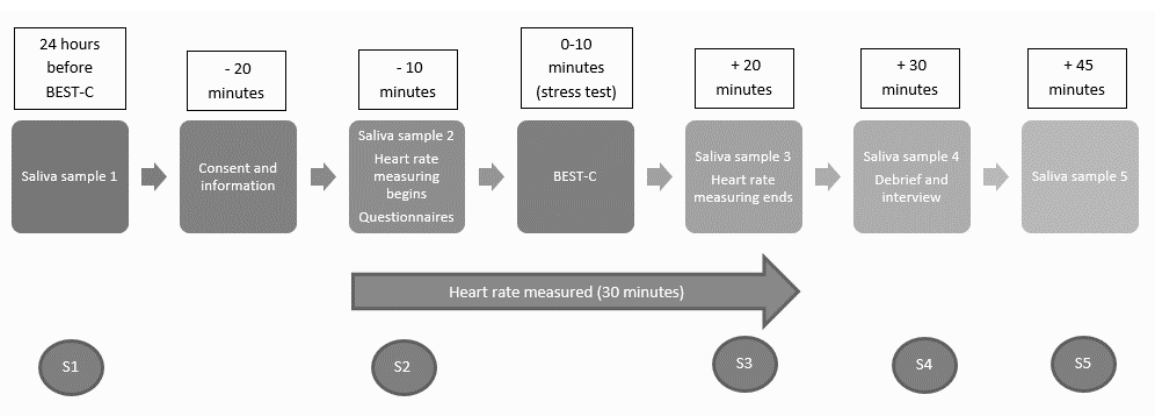 24 hours
before
BEST-C
- 20
minutes
- 10
minutes
0-10
minutes
(stress test)
+ 20
minutes
+ 30
minutes
+ 45
minutes
Saliva sample 1
Consent and
information
Saliva sample 2
Heart rate
measuring
begins
Questionnaires
BEST-C
Saliva sample 3
Heart rate
measuring ends
Saliva sample 4
Debrief and
interview
Saliva sample 5
Heart rate measured (30 minutes)
S1
S2
S3
S4
S5